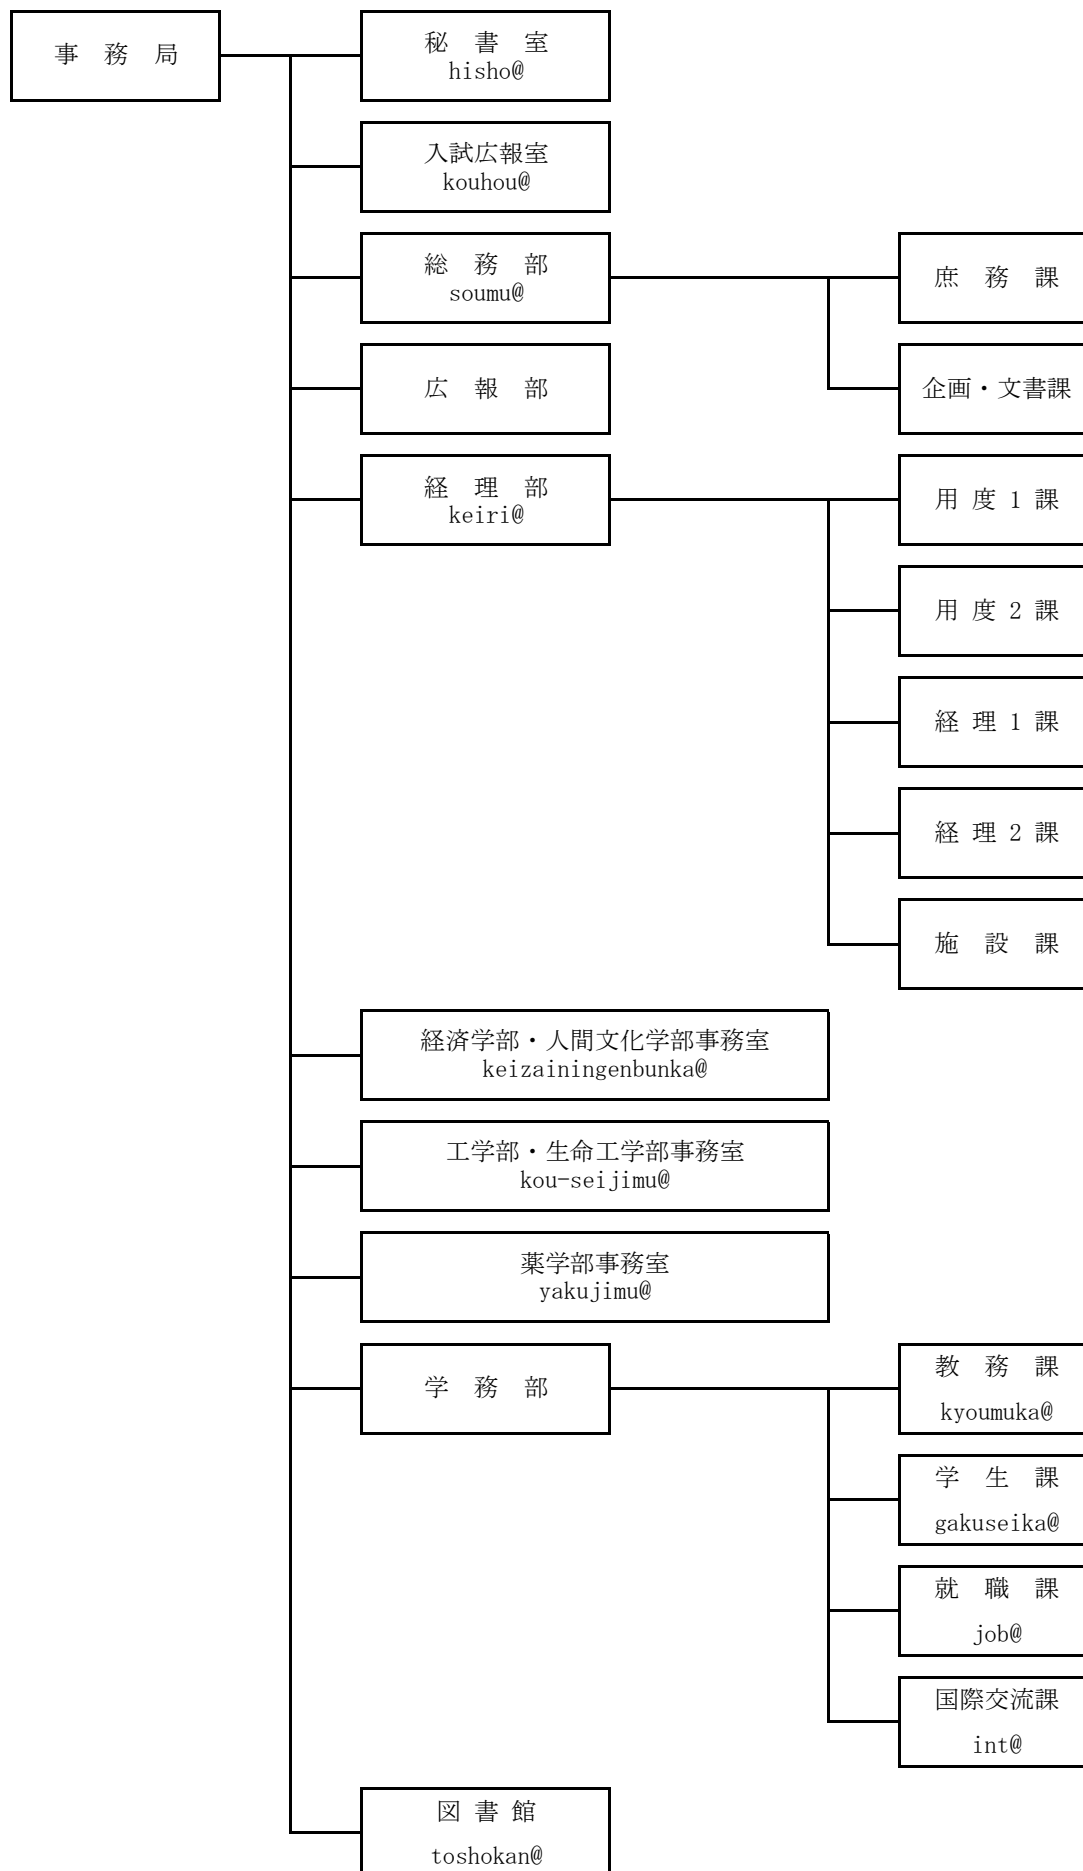 事　務　局
秘　書　室
hisho@
入試広報室
kouhou@
総　務　部
soumu@
庶　務　課
広　報　部
企画・文書課
経　理　部
keiri@
用 度 1 課
用 度 2 課
経 理 1 課
経 理 2 課
施　設　課
経済学部・人間文化学部事務室
keizainingenbunka@
工学部・生命工学部事務室
kou-seijimu@
薬学部事務室
yakujimu@
学　務　部
教　務　課
kyoumuka@
学　生　課
gakuseika@
就　職　課
job@
国際交流課
int@
図 書 館
toshokan@